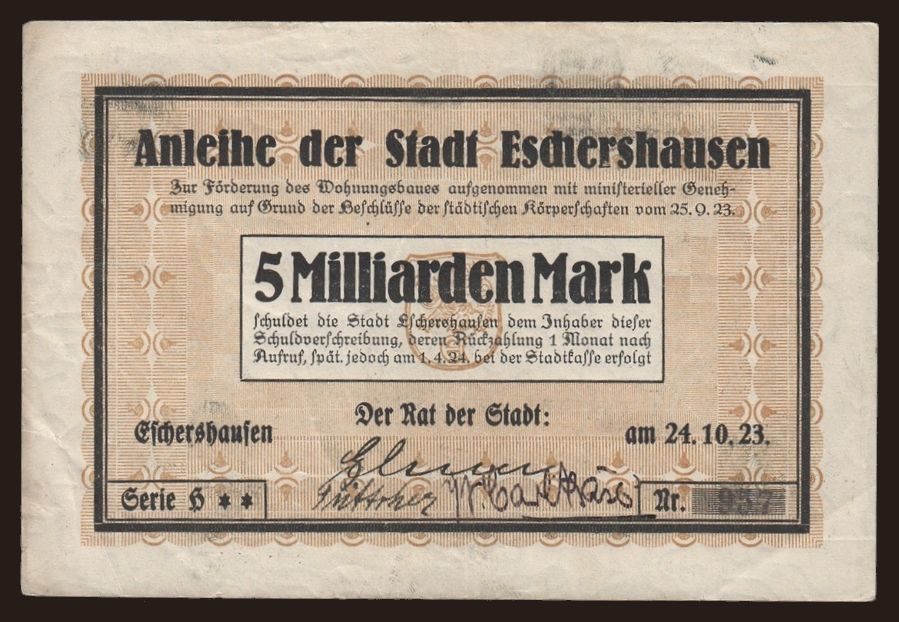 Anleihe der Stadt Eschershausen
Zur Förderung des Wohnungsbaues aufgenommen mit ministerieller Geneh-
migung auf Grund der Beschlüsse der städtischen Körperschaften vom 25.9.23.
5 Milliarden Mark
schuldet die Stadt Eschershausen dem Inhaber dieser
Schuldverschreibung, deren Rückzahlung 1 Monat nach
Aufruf, spät. jedoch am 1.4.24. bei der Stadtkasse erfolgt
Der Rat der Stadt:
Eschershausen
am 24.10.23.
Serie H * *
Nr. 937